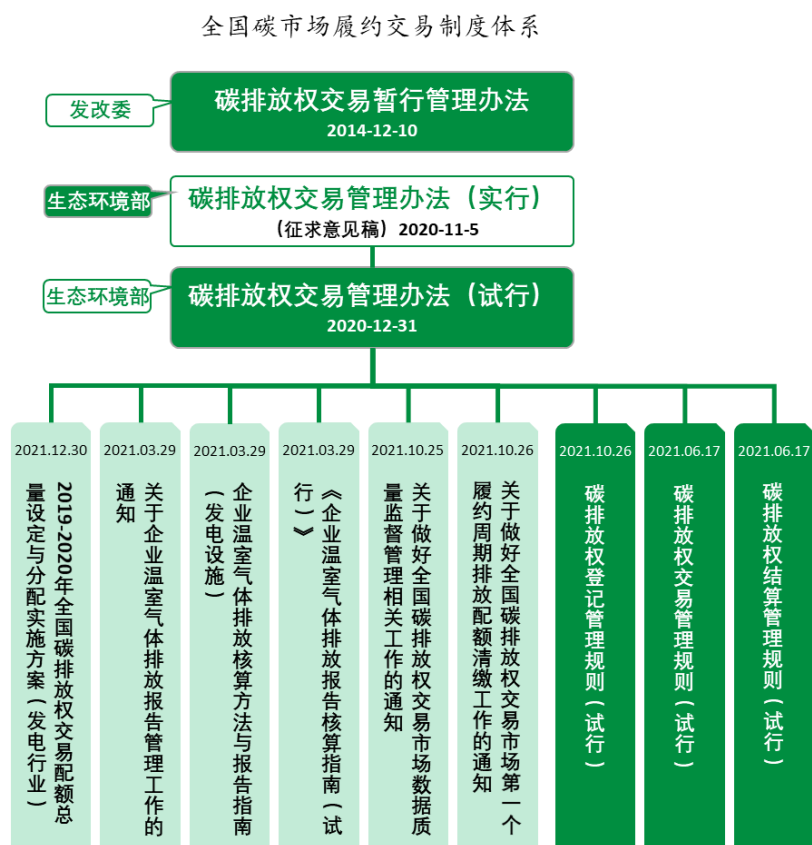 全国碳市场履约交易制度体系
发改委
碳排放权交易暂行管理办法
2014-12-10
生态环境部
碳排放权交易管理办法（实行）
（征求意见稿）2020-11-5
生态环境部
碳排放权交易管理办法（试行）
2020-12-31
2021.12.30
2019-2020年全国碳排放权交易配额总
量设定与分配实施方案（发电行业）
2021.03.29
关于企业温室气体排放报告管理工作的
通知
2021.03.29
企业温室气体排放核算方法与报告指南
（发电设施）
2021.03.29
《企业温室气体排放报告核算指南（试
行）》
2021.10.25
关于做好全国碳排放权交易市场数据质
量监督管理相关工作的通知
2021.10.26
关于做好全国碳排放权交易市场第一个
履约周期排放配额清缴工作的通知
2021.10.26
碳排放权登记管理规则（试行）
2021.06.17
碳排放权交易管理规则（试行）
2021.06.17
碳排放权结算管理规则（试行）